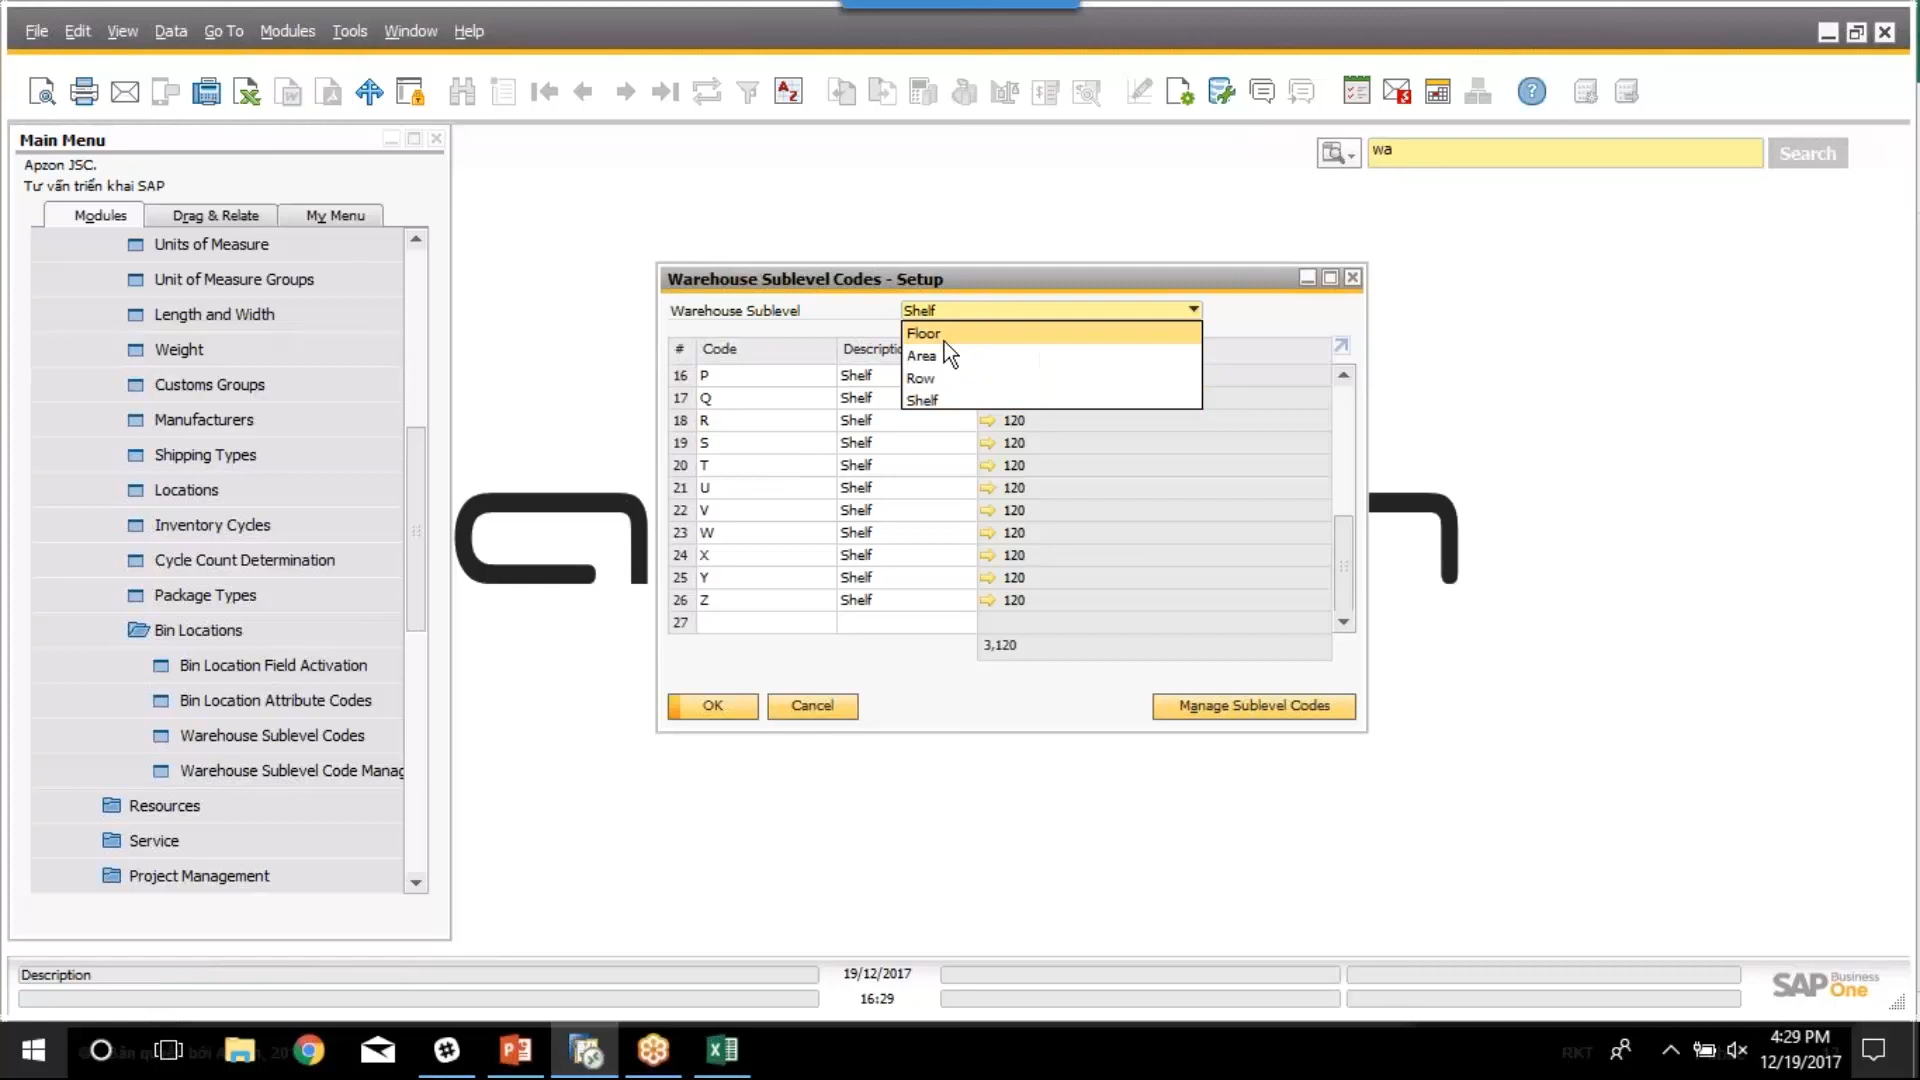 File Edit View Data Go To Modules Tools Window Help
Main Menu
Apzon JSC.
Tư vấn triển khai SAP
Modules Drag & Relate My Menu
Units of Measure
Unit of Measure Groups
Length and Width
Weight
Customs Groups
Manufacturers
Shipping Types
Locations
Inventory Cycles
Cycle Count Determination
Package Types
Bin Locations
Bin Location Field Activation
Bin Location Attribute Codes
Warehouse Sublevel Codes
Warehouse Sublevel Code Manag
Resources
Service
Project Management
wa Search
Warehouse Sublevel Codes - Setup
Warehouse Sublevel Shelf
Floor
Area
Row
Shelf
# Code Descriptio
16 P Shelf
17 Q Shelf
18 R Shelf 120
19 S Shelf 120
20 T Shelf 120
21 U Shelf 120
22 V Shelf 120
23 W Shelf 120
24 X Shelf 120
25 Y Shelf 120
26 Z Shelf 120
27
3,120
OK Cancel Manage Sublevel Codes
Description 19/12/2017
16:29
SAP Business One
RKT
4:29 PM
12/19/2017